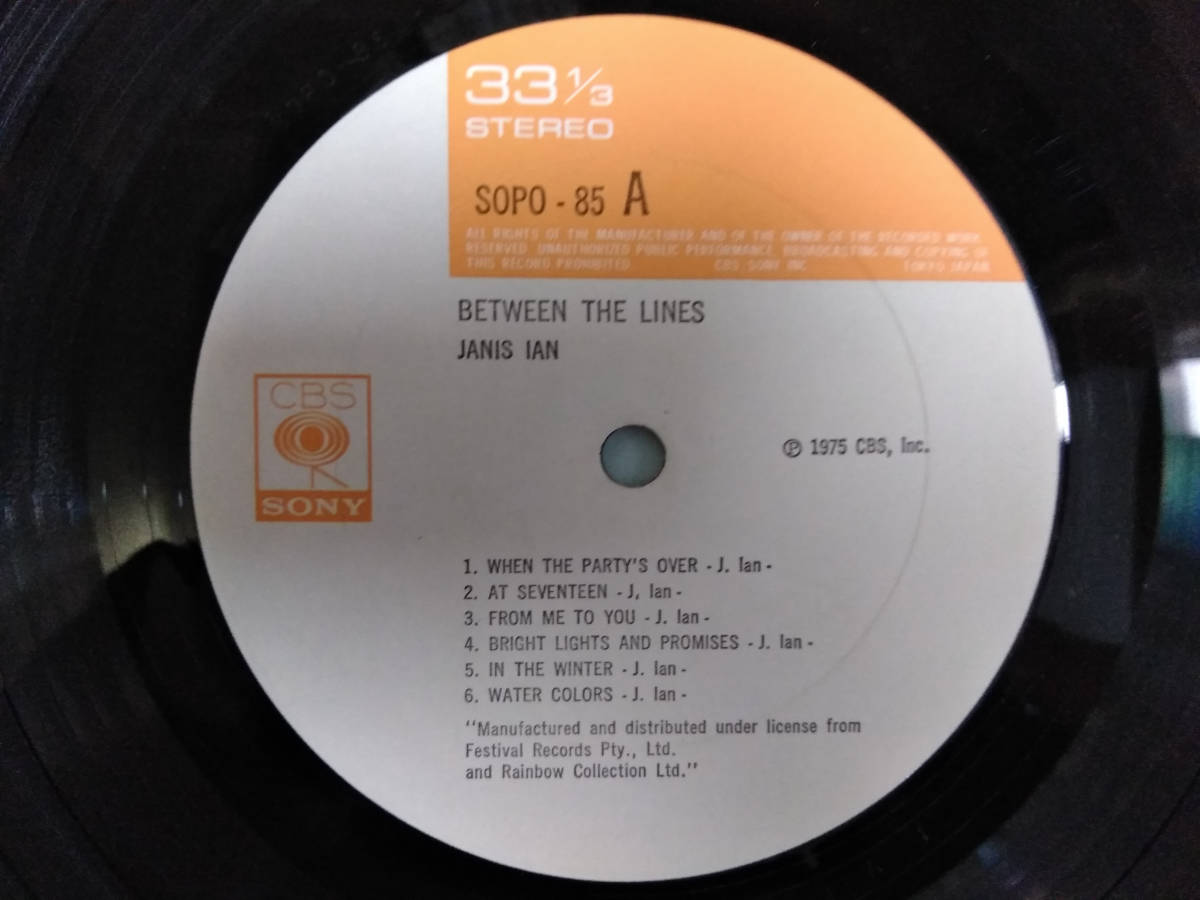 33 1/3
STEREO
SOPO - 85 A
ALL RIGHTS OF THE MANUFACTURER AND OF THE OWNER OF THE RECORDED WORK
RESERVED. UNAUTHORIZED PUBLIC PERFORMANCE, BROADCASTING AND COPYING OF
THIS RECORD PROHIBITED CBS SONY INC TOKYO JAPAN
BETWEEN THE LINES
JANIS IAN
CBS
SONY
Ⓟ 1975 CBS, Inc.
1. WHEN THE PARTY'S OVER - J. Ian -
2. AT SEVENTEEN - J, Ian -
3. FROM ME TO YOU - J. Ian -
4. BRIGHT LIGHTS AND PROMISES - J. Ian -
5. IN THE WINTER - J. Ian -
6. WATER COLORS - J. Ian -
"Manufactured and distributed under license from
Festival Records Pty., Ltd.
and Rainbow Collection Ltd."